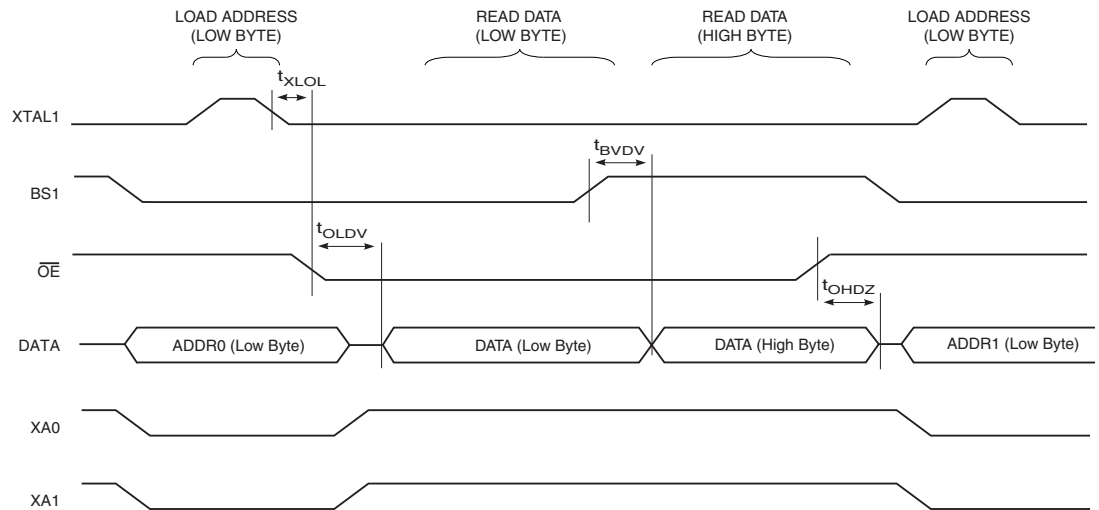 LOAD ADDRESS
(LOW BYTE)
READ DATA
(LOW BYTE)
READ DATA
(HIGH BYTE)
LOAD ADDRESS
(LOW BYTE)
tXLOL
XTAL1
tBVDV
BS1
tOLDV
OE
tOHDZ
DATA
ADDR0 (Low Byte)
DATA (Low Byte)
DATA (High Byte)
ADDR1 (Low Byte)
XA0
XA1